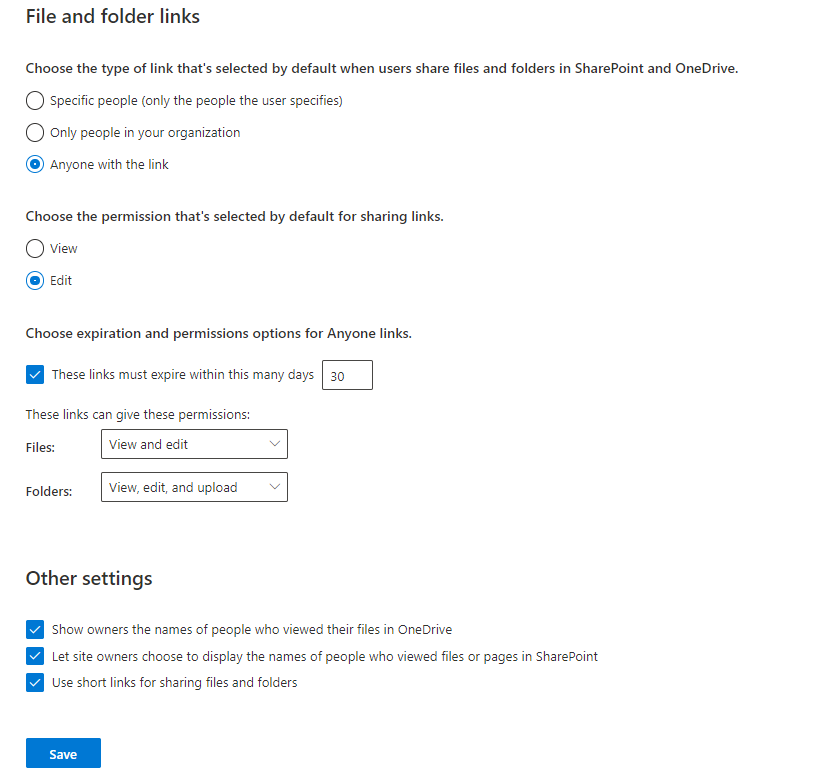 File and folder links
Choose the type of link that's selected by default when users share files and folders in SharePoint and OneDrive.
Specific people (only the people the user specifies)
Only people in your organization
Anyone with the link
Choose the permission that's selected by default for sharing links.
View
Edit
Choose expiration and permissions options for Anyone links.
These links must expire within this many days 30
These links can give these permissions:
Files: View and edit
Folders: View, edit, and upload
Other settings
Show owners the names of people who viewed their files in OneDrive
Let site owners choose to display the names of people who viewed files or pages in SharePoint
Use short links for sharing files and folders
Save